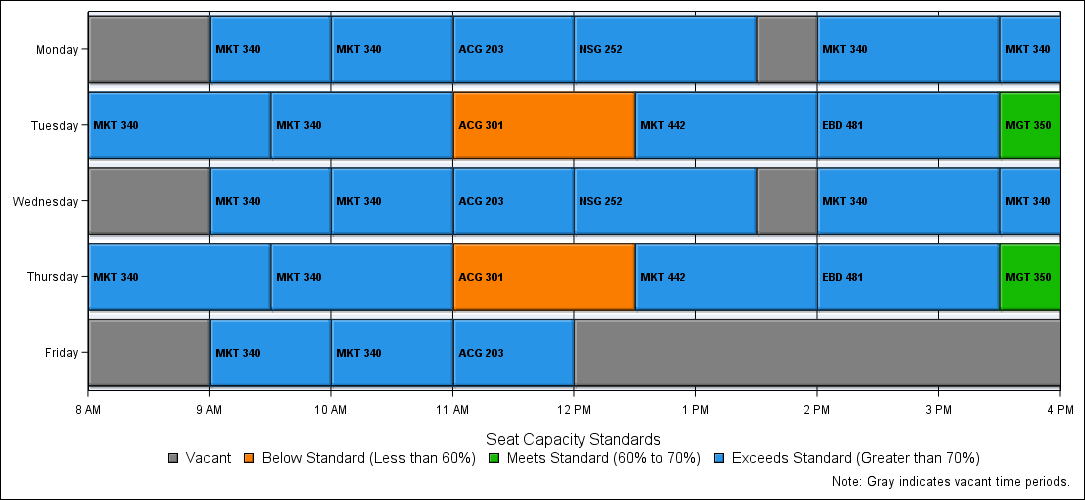 Monday MKT 340 MKT 340 ACG 203 NSG 252 MKT 340 MKT 340
Tuesday MKT 340 MKT 340 ACG 301 MKT 442 EBD 481 MGT 350
Wednesday MKT 340 MKT 340 ACG 203 NSG 252 MKT 340 MKT 340
Thursday MKT 340 MKT 340 ACG 301 MKT 442 EBD 481 MGT 350
Friday MKT 340 MKT 340 ACG 203
8 AM 9 AM 10 AM 11 AM 12 PM 1 PM 2 PM 3 PM 4 PM
Seat Capacity Standards
Vacant Below Standard (Less than 60%) Meets Standard (60% to 70%) Exceeds Standard (Greater than 70%)
Note: Gray indicates vacant time periods.